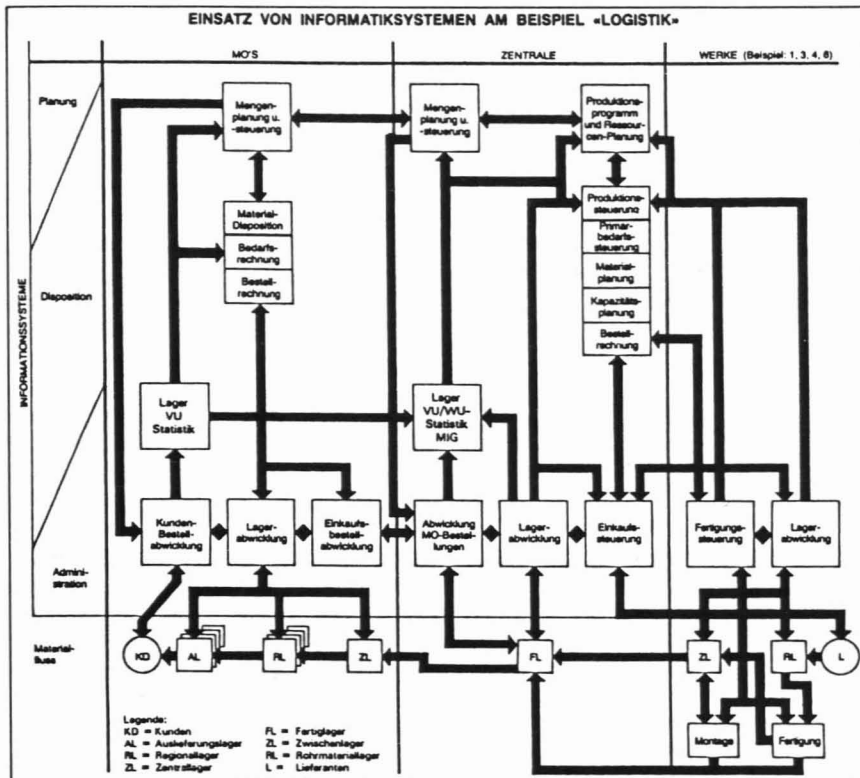 EINSATZ VON INFORMATIKSYSTEMEN AM BEISPIEL «LOGISTIK»
MO'S
ZENTRALE
WERKE (Beispiel: 1, 3, 4, 6)
INFORMATIONSSYSTEME
Planung
Mengen-
planung u.
-steuerung
Mengen-
planung u.
-steuerung
Produktions-
programm
und Ressour-
cen-Planung
Disposition
Material-
Disposition
Bedarfs-
rechnung
Bestell-
rechnung
Produktions-
steuerung
Primar-
bedarfs-
steuerung
Material-
planung
Kapazitäts-
planung
Bestell-
rechnung
Lager
VU
Statistik
Lager
VU/WU-
Statistik
MIG
Admini-
stration
Kunden-
Bestell-
abwicklung
Lager-
abwicklung
Einkaufs-
bestell-
abwicklung
Abwicklung
MO-Bestel-
lungen
Lager-
abwicklung
Einkaufs-
steuerung
Fertigungs-
steuerung
Lager-
abwicklung
Material-
fluss
KD
AL
RL
ZL
FL
ZL
RL
L
Montage
Fertigung
Legende:
KD = Kunden
AL = Auslieferungslager
RL = Regionallager
ZL = Zentrallager
FL = Fertiglager
ZL = Zwischenlager
RL = Rohmateriallager
L = Lieferanten